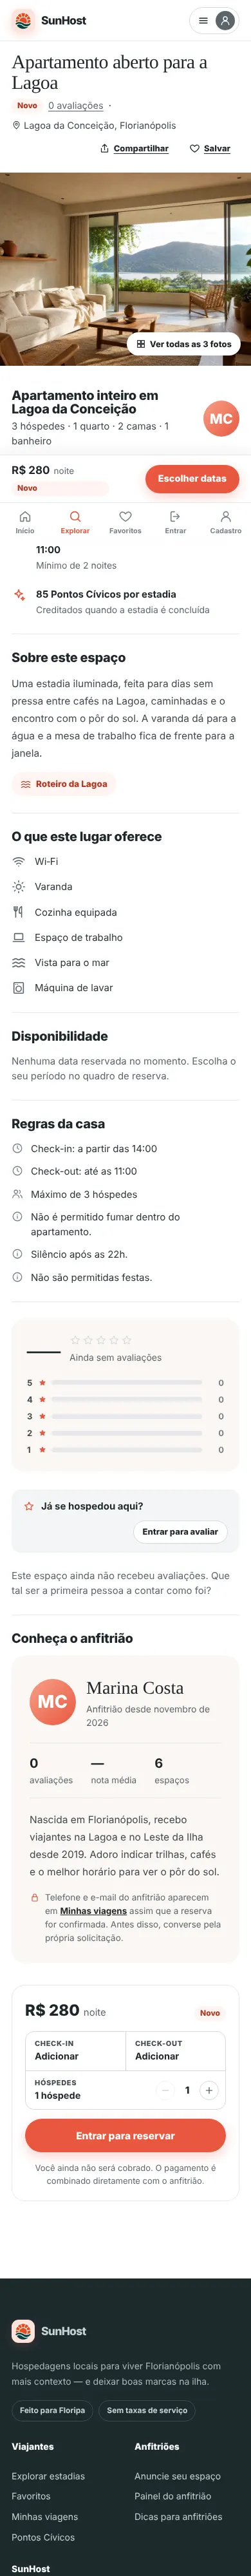 SunHost
Apartamento aberto para a
Lagoa
Novo 0 avaliações ·
Lagoa da Conceição, Florianópolis
Compartilhar Salvar
Ver todas as 3 fotos
Apartamento inteiro em
Lagoa da Conceição
3 hóspedes · 1 quarto · 2 camas · 1
banheiro
MC
R$ 280 noite
Novo
Escolher datas
Início Explorar Favoritos Entrar Cadastro
11:00
Mínimo de 2 noites
85 Pontos Cívicos por estadia
Creditados quando a estadia é concluída
Sobre este espaço
Uma estadia iluminada, feita para dias sem
pressa entre cafés na Lagoa, caminhadas e o
encontro com o pôr do sol. A varanda dá para a
água e a mesa de trabalho fica de frente para a
janela.
Roteiro da Lagoa
O que este lugar oferece
Wi-Fi
Varanda
Cozinha equipada
Espaço de trabalho
Vista para o mar
Máquina de lavar
Disponibilidade
Nenhuma data reservada no momento. Escolha o
seu período no quadro de reserva.
Regras da casa
Check-in: a partir das 14:00
Check-out: até as 11:00
Máximo de 3 hóspedes
Não é permitido fumar dentro do
apartamento.
Silêncio após as 22h.
Não são permitidas festas.
—
Ainda sem avaliações
5 0
4 0
3 0
2 0
1 0
Já se hospedou aqui?
Entrar para avaliar
Este espaço ainda não recebeu avaliações. Que
tal ser a primeira pessoa a contar como foi?
Conheça o anfitrião
MC
Marina Costa
Anfitrião desde novembro de
2026
0 — 6
avaliações nota média espaços
Nascida em Florianópolis, recebo
viajantes na Lagoa e no Leste da Ilha
desde 2019. Adoro indicar trilhas, cafés
e o melhor horário para ver o pôr do sol.
Telefone e e-mail do anfitrião aparecem
em Minhas viagens assim que a reserva
for confirmada. Antes disso, converse pela
própria solicitação.
R$ 280 noite
Novo
CHECK-IN CHECK-OUT
Adicionar Adicionar
HÓSPEDES
1 hóspede
− 1 +
Entrar para reservar
Você ainda não será cobrado. O pagamento é
combinado diretamente com o anfitrião.
SunHost
Hospedagens locais para viver Florianópolis com
mais contexto — e deixar boas marcas na ilha.
Feito para Floripa Sem taxas de serviço
Viajantes Anfitriões
Explorar estadias Anuncie seu espaço
Favoritos Painel do anfitrião
Minhas viagens Dicas para anfitriões
Pontos Cívicos
SunHost